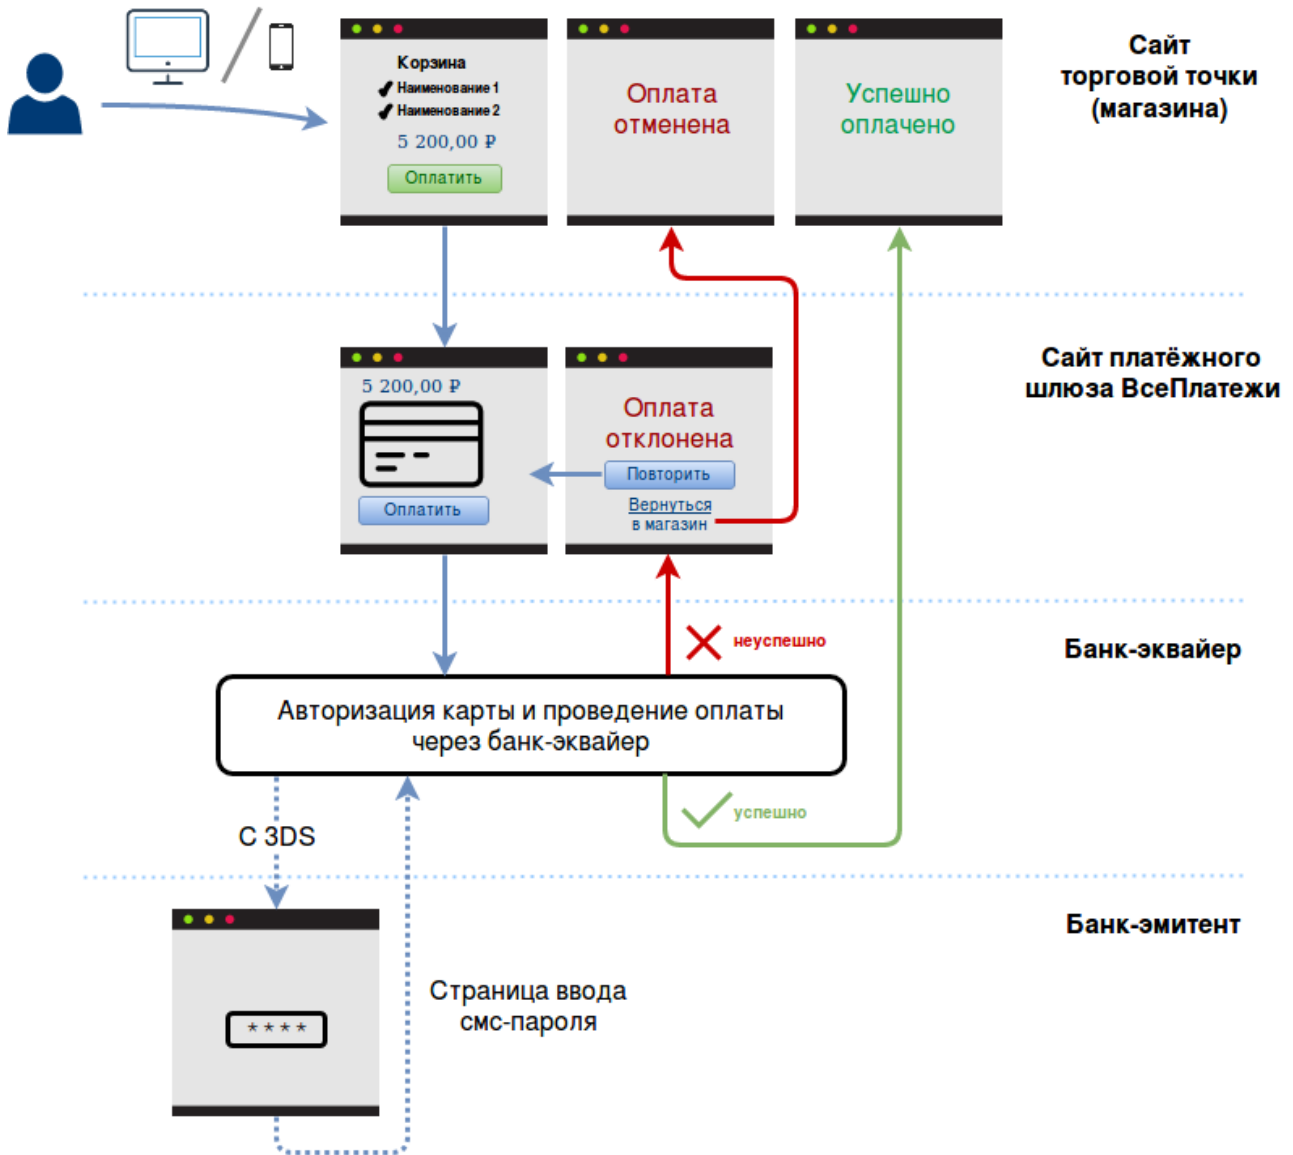 Корзина
Наименование 1
Наименование 2
5 200,00 ₽
Оплатить
Оплата
отменена
Успешно
оплачено
Сайт
торговой точки
(магазина)
5 200,00 ₽
Оплатить
Оплата
отклонена
Повторить
Вернуться
в магазин
Сайт платёжного
шлюза ВсеПлатежи
неуспешно
Банк-эквайер
Авторизация карты и проведение оплаты
через банк-эквайер
успешно
С 3DS
Банк-эмитент
****
Страница ввода
смс-пароля